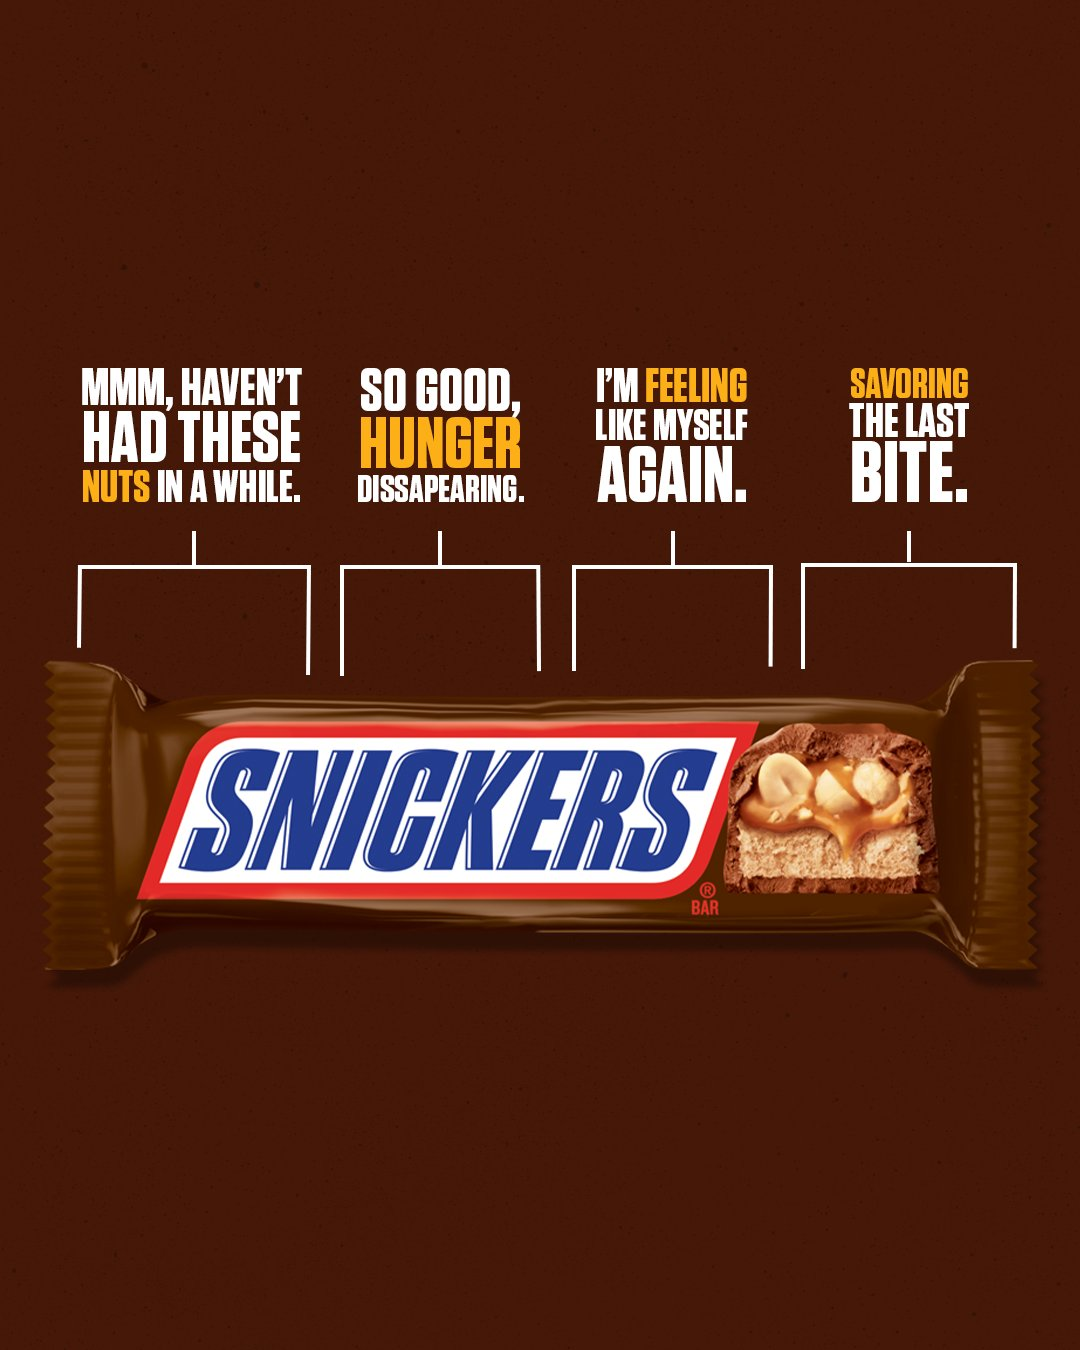 MMM, HAVEN'T
HAD THESE
NUTS IN A WHILE.
SO GOOD,
HUNGER
DISSAPEARING.
I'M FEELING
LIKE MYSELF
AGAIN.
SAVORING
THE LAST
BITE.
SNICKERS
®
BAR